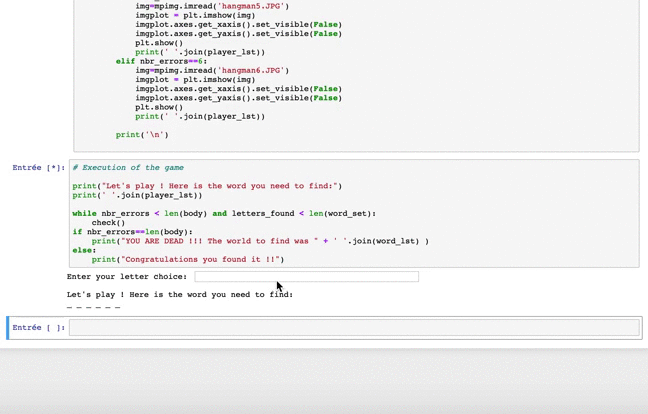 img=mpimg.imread('hangman5.JPG')
imgplot = plt.imshow(img)
imgplot.axes.get_xaxis().set_visible(False)
imgplot.axes.get_yaxis().set_visible(False)
plt.show()
print(' '.join(player_lst))
elif nbr_errors==6:
img=mpimg.imread('hangman6.JPG')
imgplot = plt.imshow(img)
imgplot.axes.get_xaxis().set_visible(False)
imgplot.axes.get_yaxis().set_visible(False)
plt.show()
print(' '.join(player_lst))
print('\n')
Entrée [*]: # Execution of the game
print("Let's play ! Here is the word you need to find:")
print(' '.join(player_lst))
while nbr_errors < len(body) and letters_found < len(word_set):
check()
if nbr_errors==len(body):
print("YOU ARE DEAD !!! The world to find was " + ' '.join(word_lst) )
else:
print("Congratulations you found it !!")
Enter your letter choice:
Let's play ! Here is the word you need to find:
_ _ _ _ _ _
Entrée [ ]: